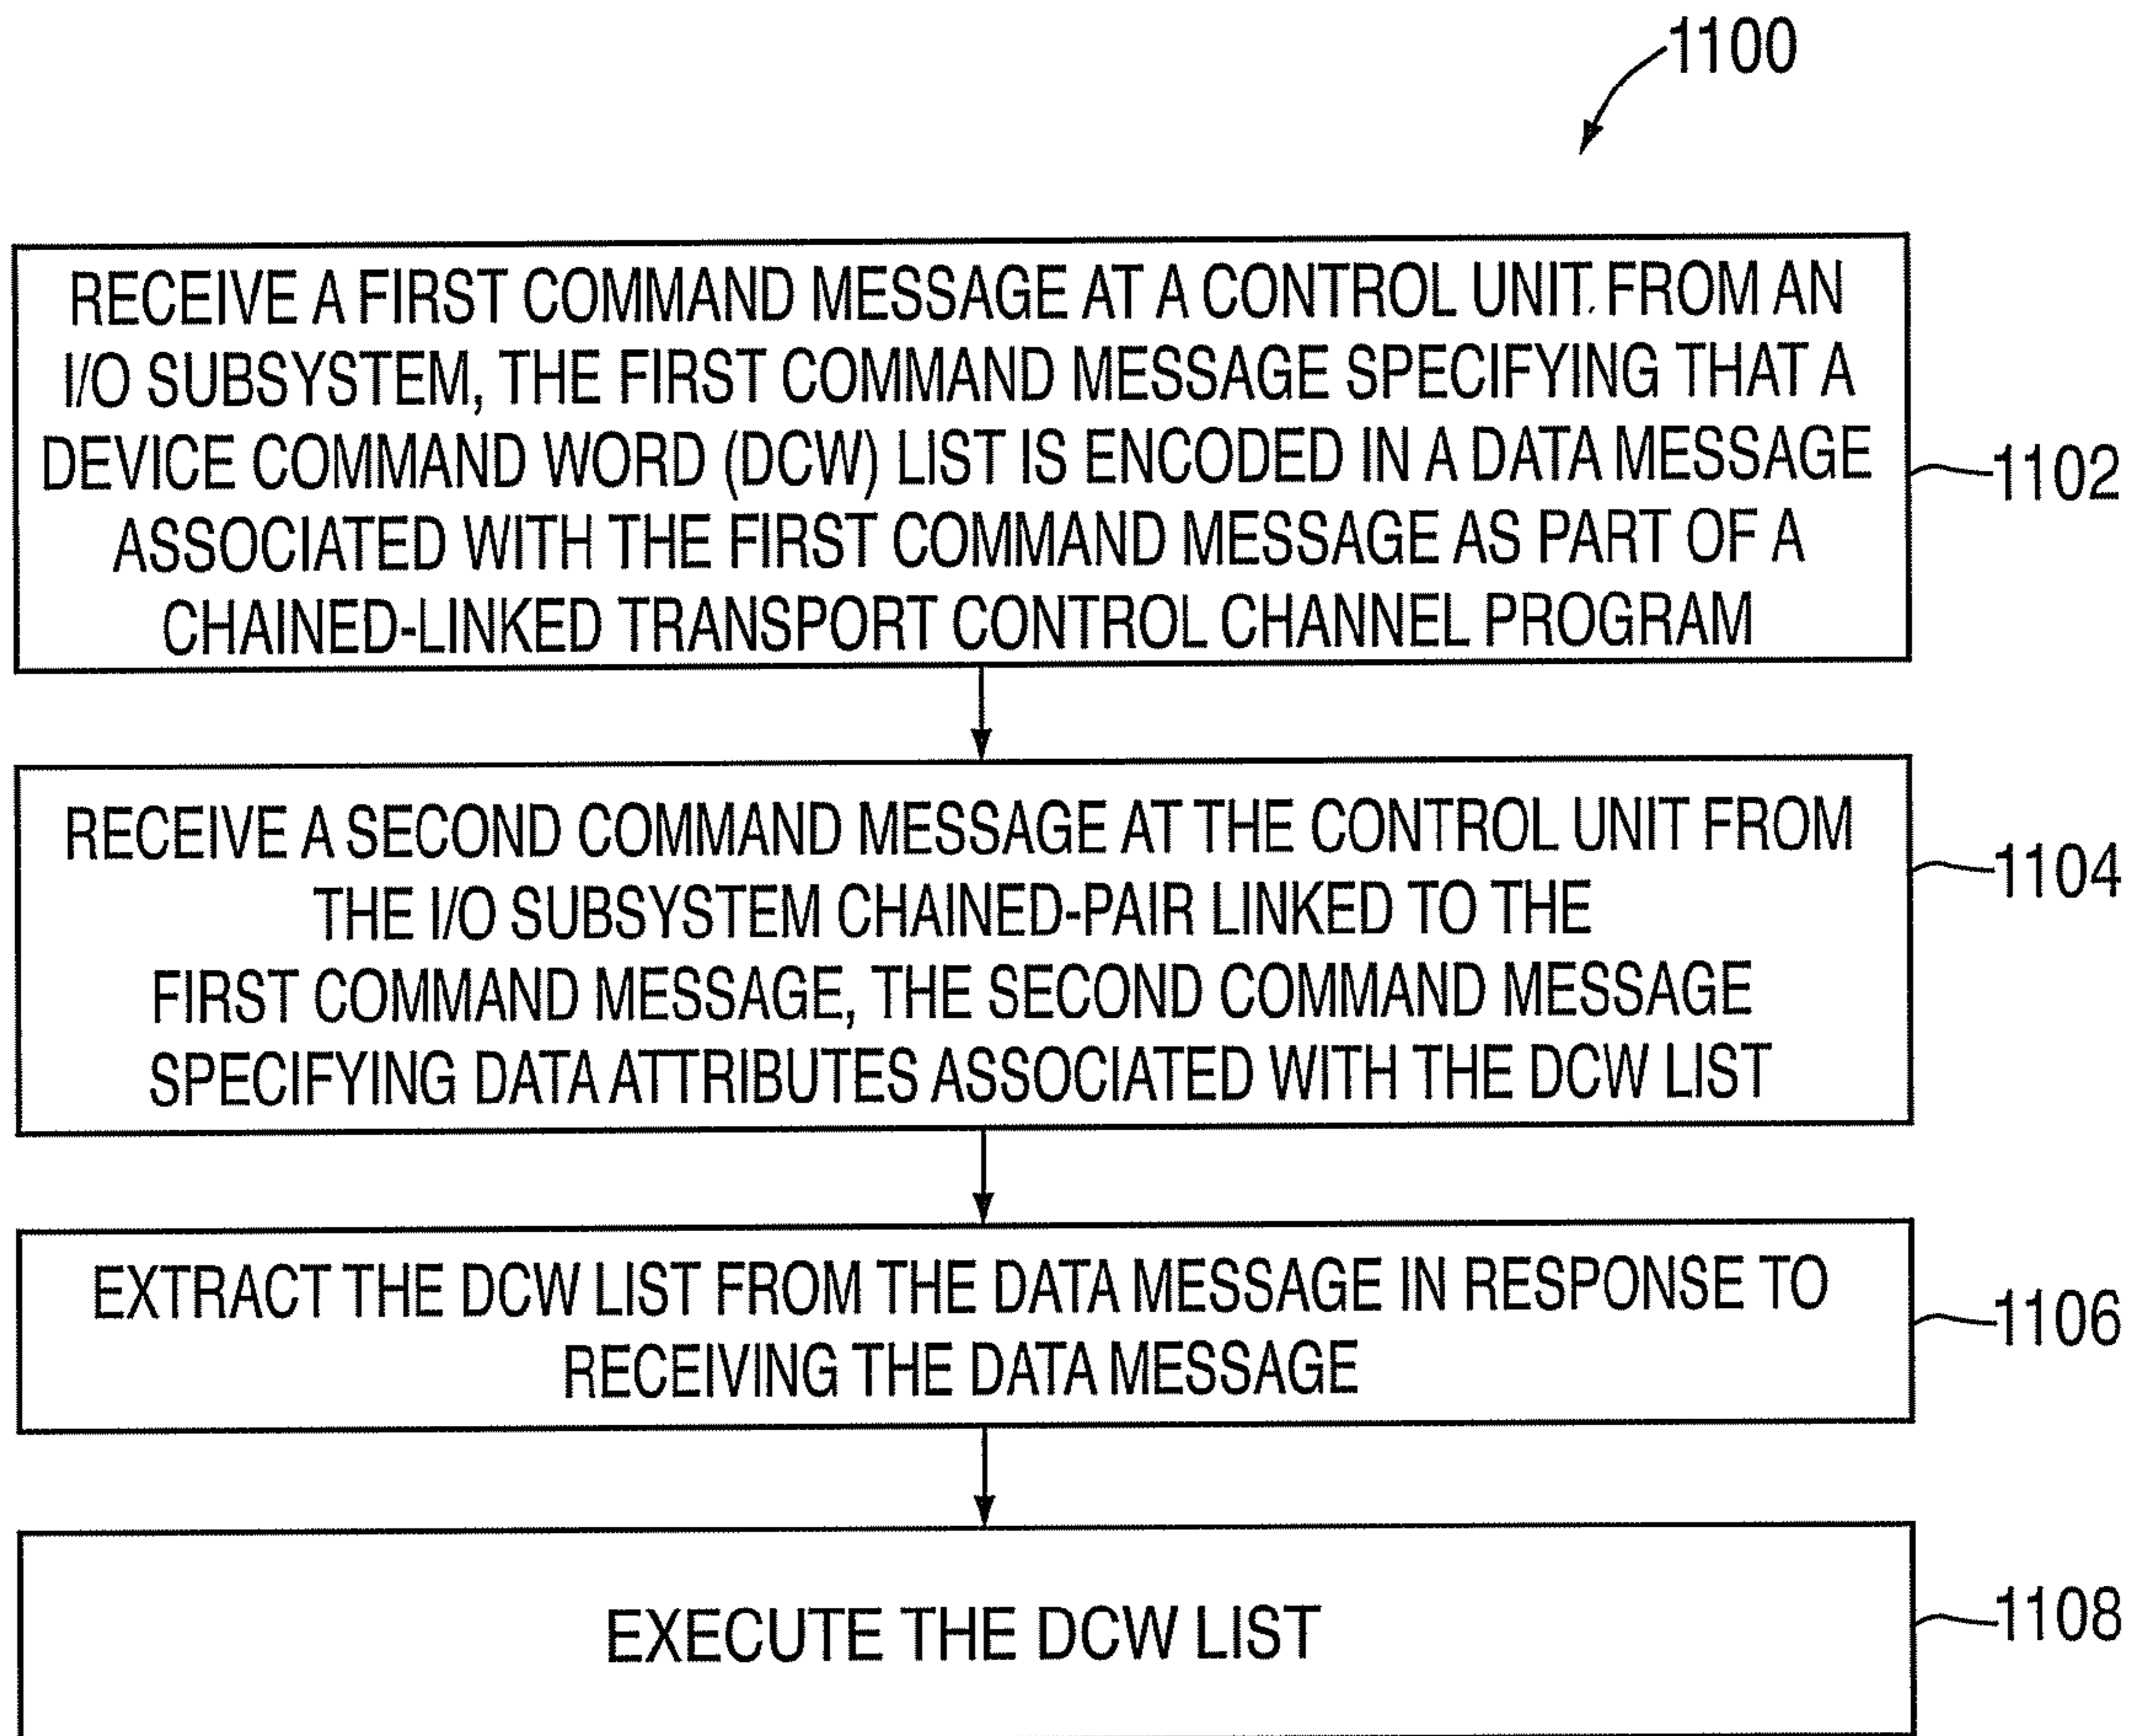 1100
RECEIVE A FIRST COMMAND MESSAGE AT A CONTROL UNIT FROM AN
I/O SUBSYSTEM, THE FIRST COMMAND MESSAGE SPECIFYING THAT A
DEVICE COMMAND WORD (DCW) LIST IS ENCODED IN A DATA MESSAGE
ASSOCIATED WITH THE FIRST COMMAND MESSAGE AS PART OF A
CHAINED-LINKED TRANSPORT CONTROL CHANNEL PROGRAM
1102
RECEIVE A SECOND COMMAND MESSAGE AT THE CONTROL UNIT FROM
THE I/O SUBSYSTEM CHAINED-PAIR LINKED TO THE
FIRST COMMAND MESSAGE, THE SECOND COMMAND MESSAGE
SPECIFYING DATA ATTRIBUTES ASSOCIATED WITH THE DCW LIST
1104
EXTRACT THE DCW LIST FROM THE DATA MESSAGE IN RESPONSE TO
RECEIVING THE DATA MESSAGE
1106
EXECUTE THE DCW LIST
1108